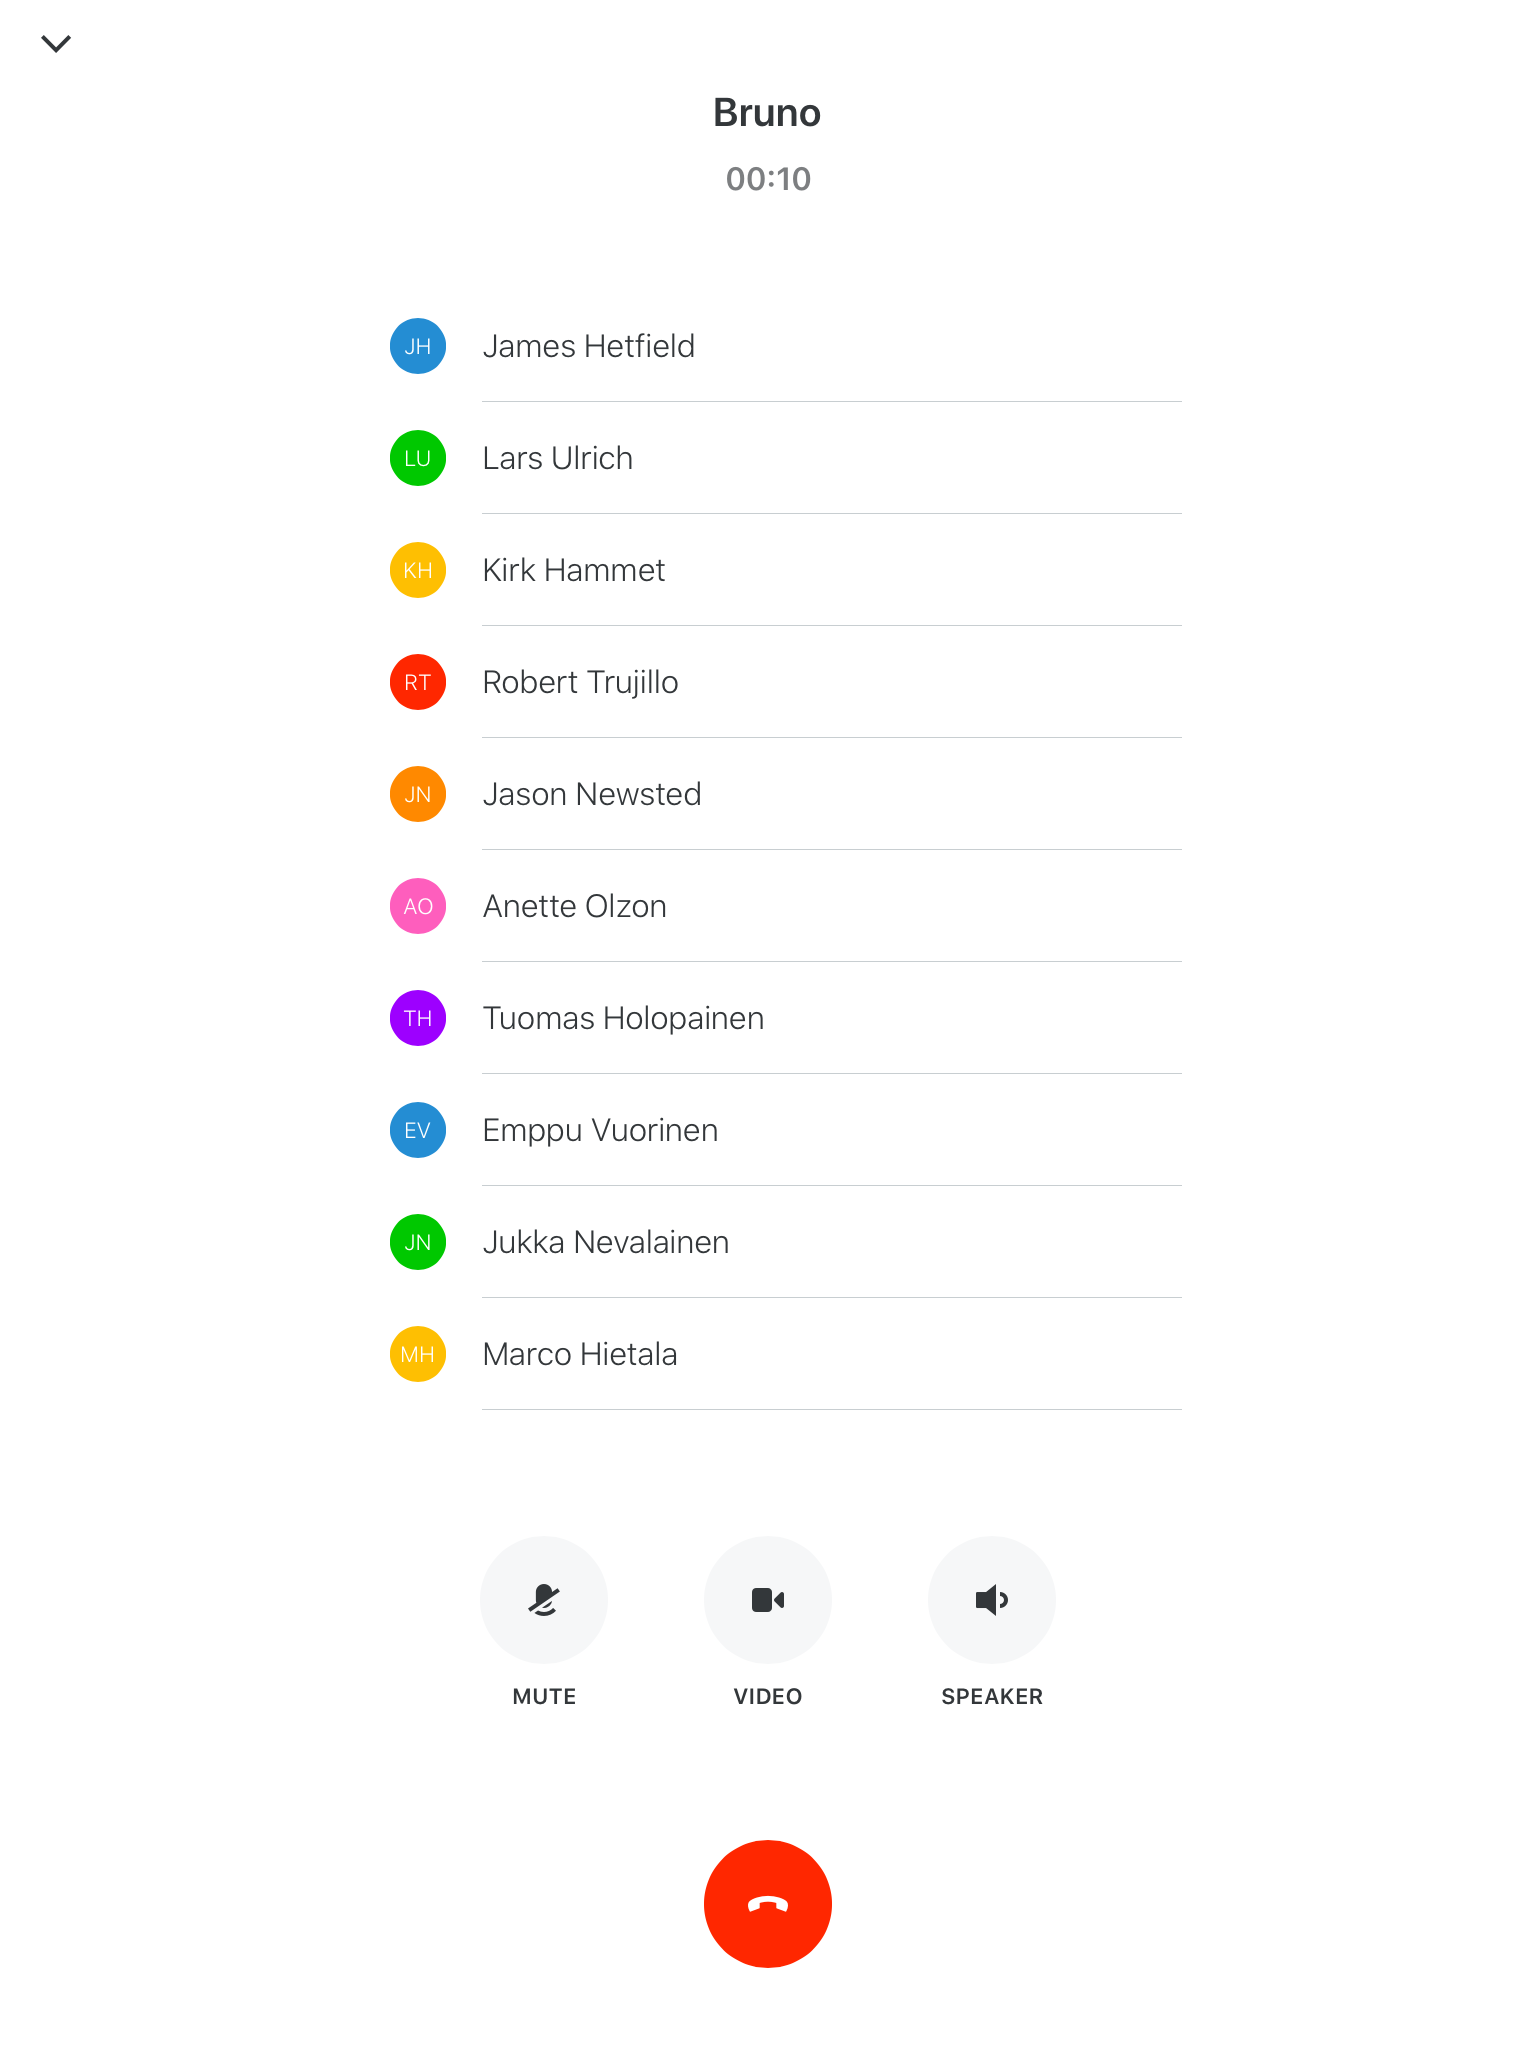 Bruno
00:10
JH James Hetfield
LU Lars Ulrich
KH Kirk Hammet
RT Robert Trujillo
JN Jason Newsted
AO Anette Olzon
TH Tuomas Holopainen
EV Emppu Vuorinen
JN Jukka Nevalainen
MH Marco Hietala
MUTE VIDEO SPEAKER